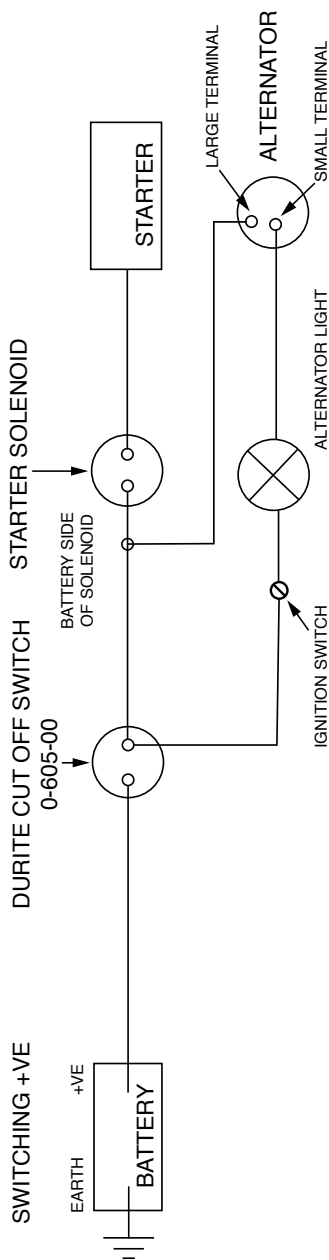 SWITCHING +VE
EARTH
+VE
BATTERY
DURITE CUT OFF SWITCH
0-605-00
STARTER SOLENOID
BATTERY SIDE
OF SOLENOID
STARTER
IGNITION SWITCH
ALTERNATOR LIGHT
LARGE TERMINAL
ALTERNATOR
SMALL TERMINAL